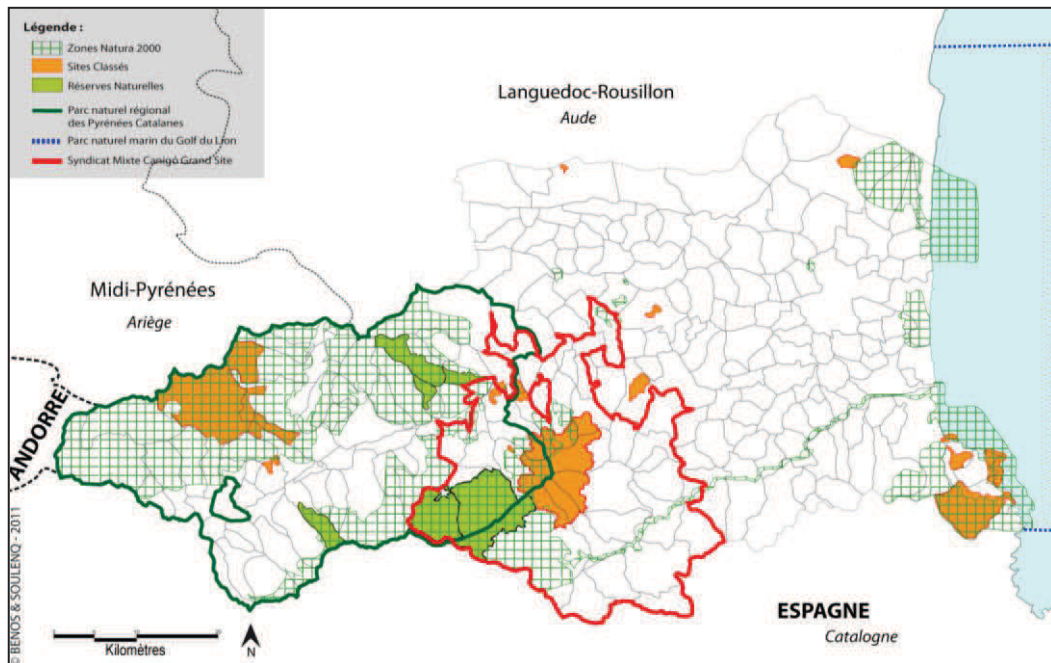 Légende :
Zones Natura 2000
Sites Classés
Réserves Naturelles
Parc naturel régional
des Pyrénées Catalanes
Parc naturel marin du Golf du Lion
Syndicat Mixte Canigó Grand Site
Languedoc-Rousillon
Aude
Midi-Pyrénées
Ariège
ANDORRE
ESPAGNE
Catalogne
Kilomètres
N
© BENOS & SOULENQ - 2011